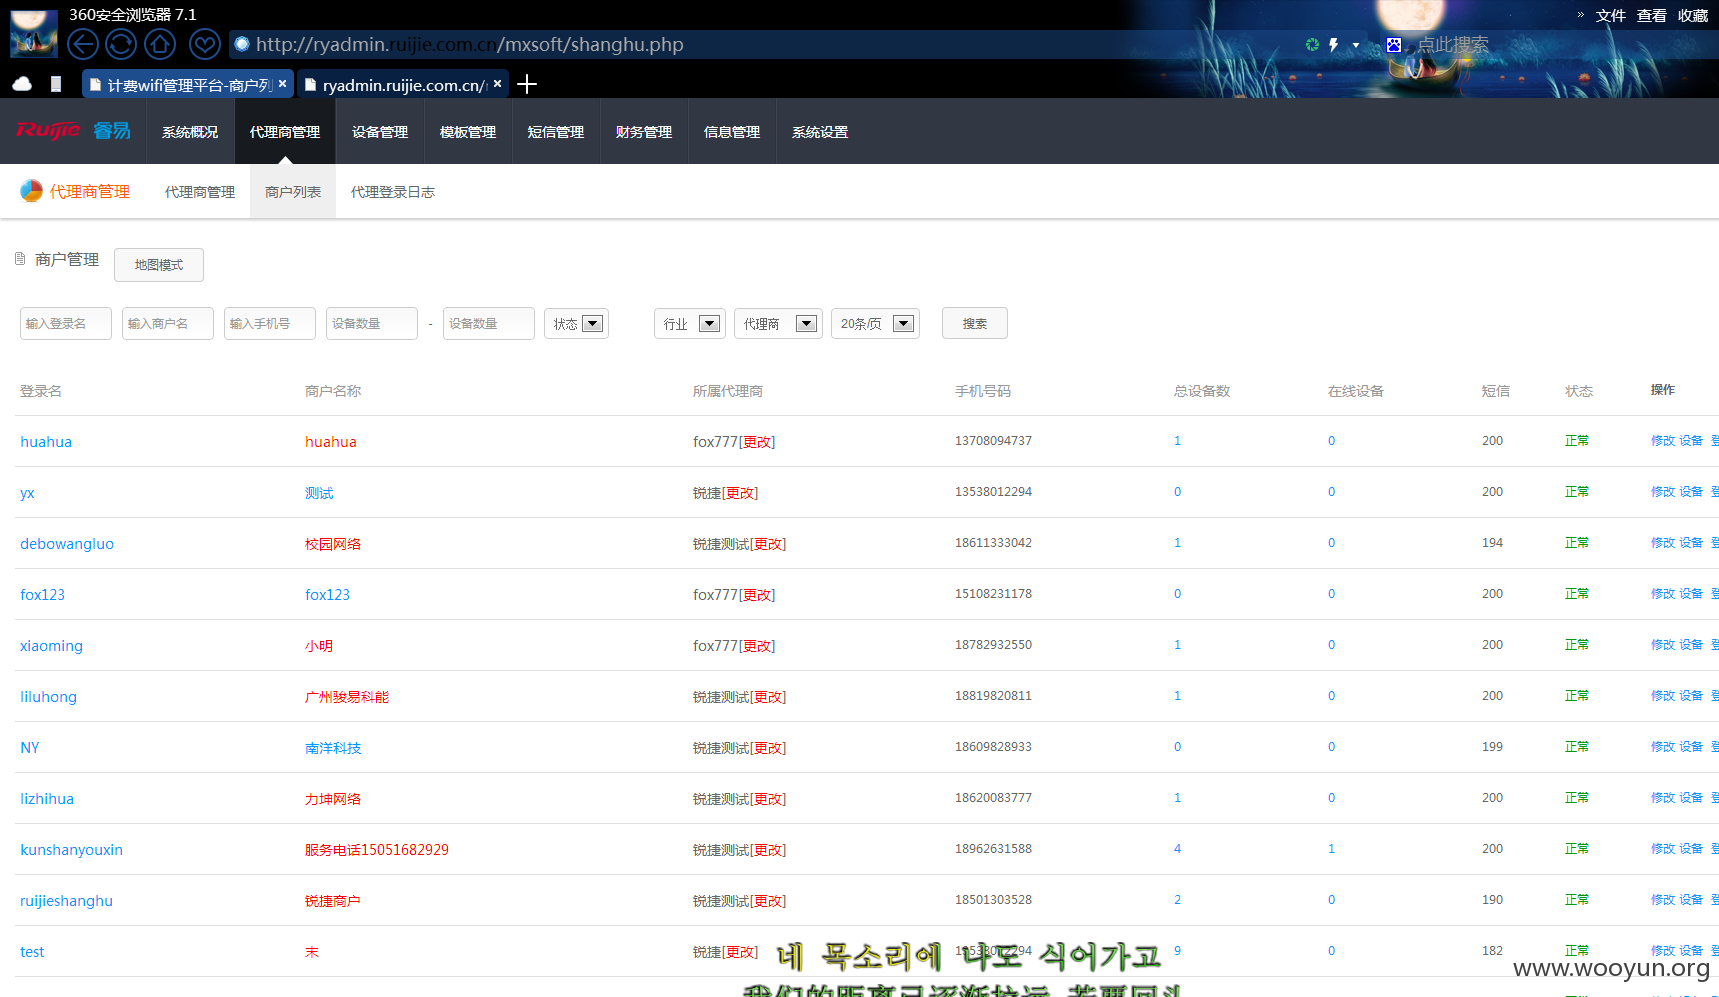 360安全浏览器 7.1
» 文件 查看 收藏
http://ryadmin.ruijie.com.cn/mxsoft/shanghu.php
点此搜索
计费wifi管理平台-商户列 ×
ryadmin.ruijie.com.cn/ ×
Ruijie 睿易 系统概况 代理商管理 设备管理 模板管理 短信管理 财务管理 信息管理 系统设置
代理商管理 代理商管理 商户列表 代理登录日志
商户管理 地图模式
输入登录名 输入商户名 输入手机号 设备数量 - 设备数量 状态 行业 代理商 20条/页 搜索
登录名 商户名称 所属代理商 手机号码 总设备数 在线设备 短信 状态 操作
huahua huahua fox777[更改] 13708094737 1 0 200 正常 修改 设备
yx 测试 锐捷[更改] 13538012294 0 0 200 正常 修改 设备
debowangluo 校园网络 锐捷测试[更改] 18611333042 1 0 194 正常 修改 设备
fox123 fox123 fox777[更改] 15108231178 0 0 200 正常 修改 设备
xiaoming 小明 fox777[更改] 18782932550 1 0 200 正常 修改 设备
liluhong 广州骏易科能 锐捷测试[更改] 18819820811 1 0 200 正常 修改 设备
NY 南洋科技 锐捷测试[更改] 18609828933 0 0 199 正常 修改 设备
lizhihua 力坤网络 锐捷测试[更改] 18620083777 1 0 200 正常 修改 设备
kunshanyouxin 服务电话15051682929 锐捷测试[更改] 18962631588 4 1 200 正常 修改 设备
ruijieshanghu 锐捷商户 锐捷测试[更改] 18501303528 2 0 190 正常 修改 设备
test 末 锐捷[更改] 13538012294 9 0 182 正常 修改 设备
네 목소리에 나도 식어가고
www.wooyun.org